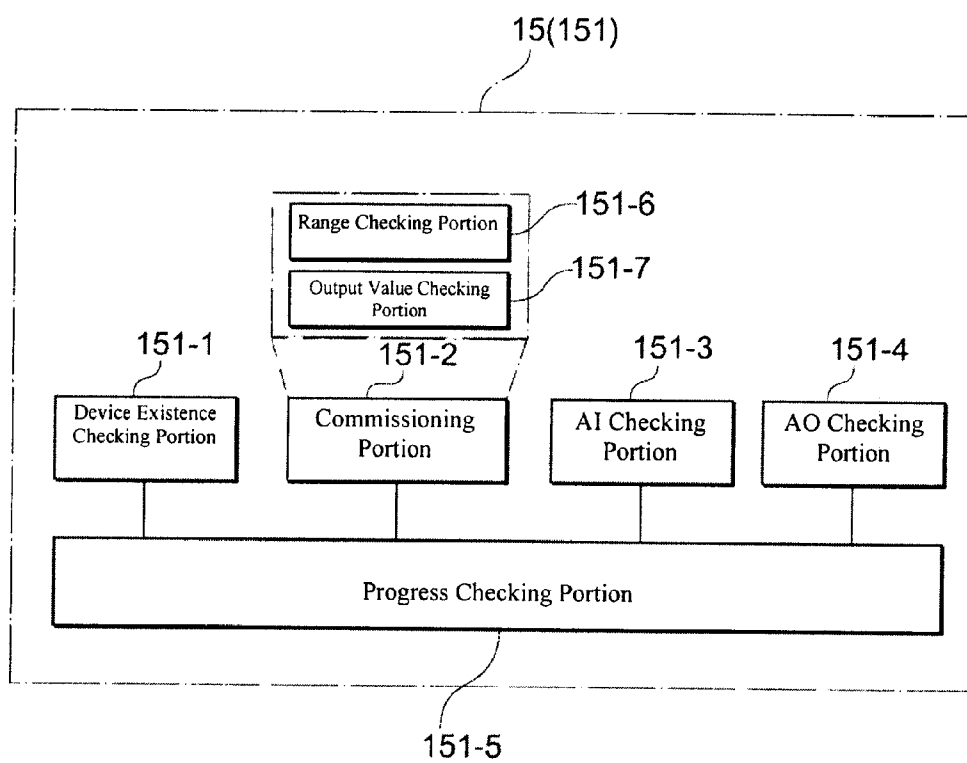 15(151)
Range Checking Portion
151-6
Output Value Checking
Portion
151-7
151-1
151-2
151-3
151-4
Device Existence
Checking Portion
Commissioning
Portion
AI Checking
Portion
AO Checking
Portion
Progress Checking Portion
151-5